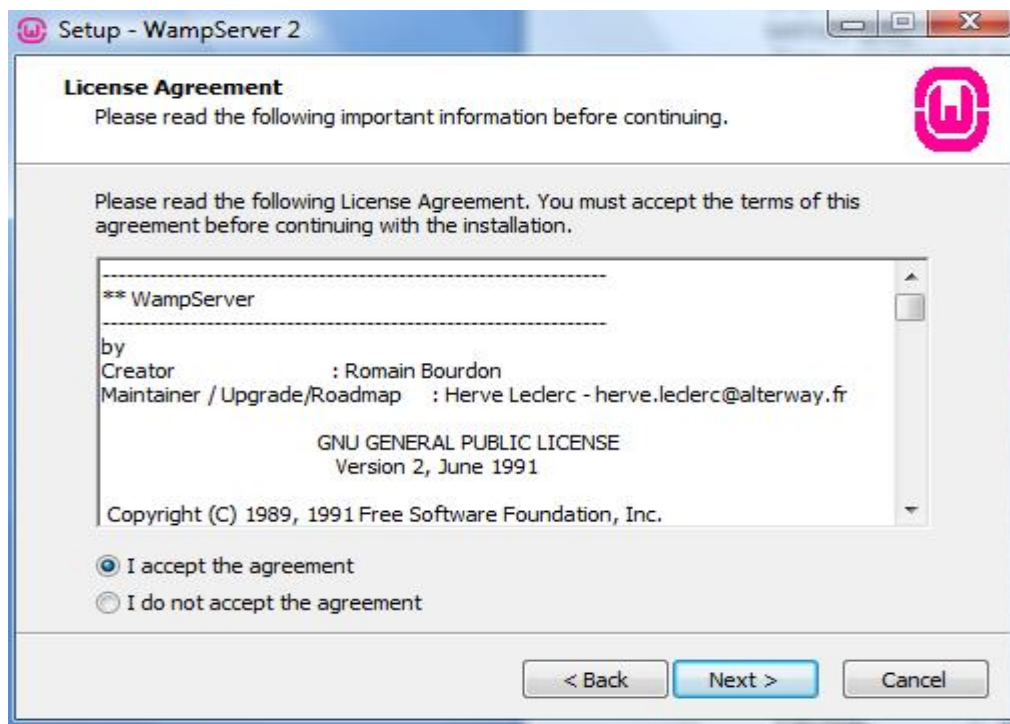 Setup - WampServer 2
License Agreement
Please read the following important information before continuing.
Please read the following License Agreement. You must accept the terms of this
agreement before continuing with the installation.
---------------------------------------------------------------
** WampServer
---------------------------------------------------------------
by
Creator : Romain Bourdon
Maintainer / Upgrade/Roadmap : Herve Leclerc - herve.leclerc@alterway.fr
GNU GENERAL PUBLIC LICENSE
Version 2, June 1991
Copyright (C) 1989, 1991 Free Software Foundation, Inc.
I accept the agreement
I do not accept the agreement
< Back Next > Cancel